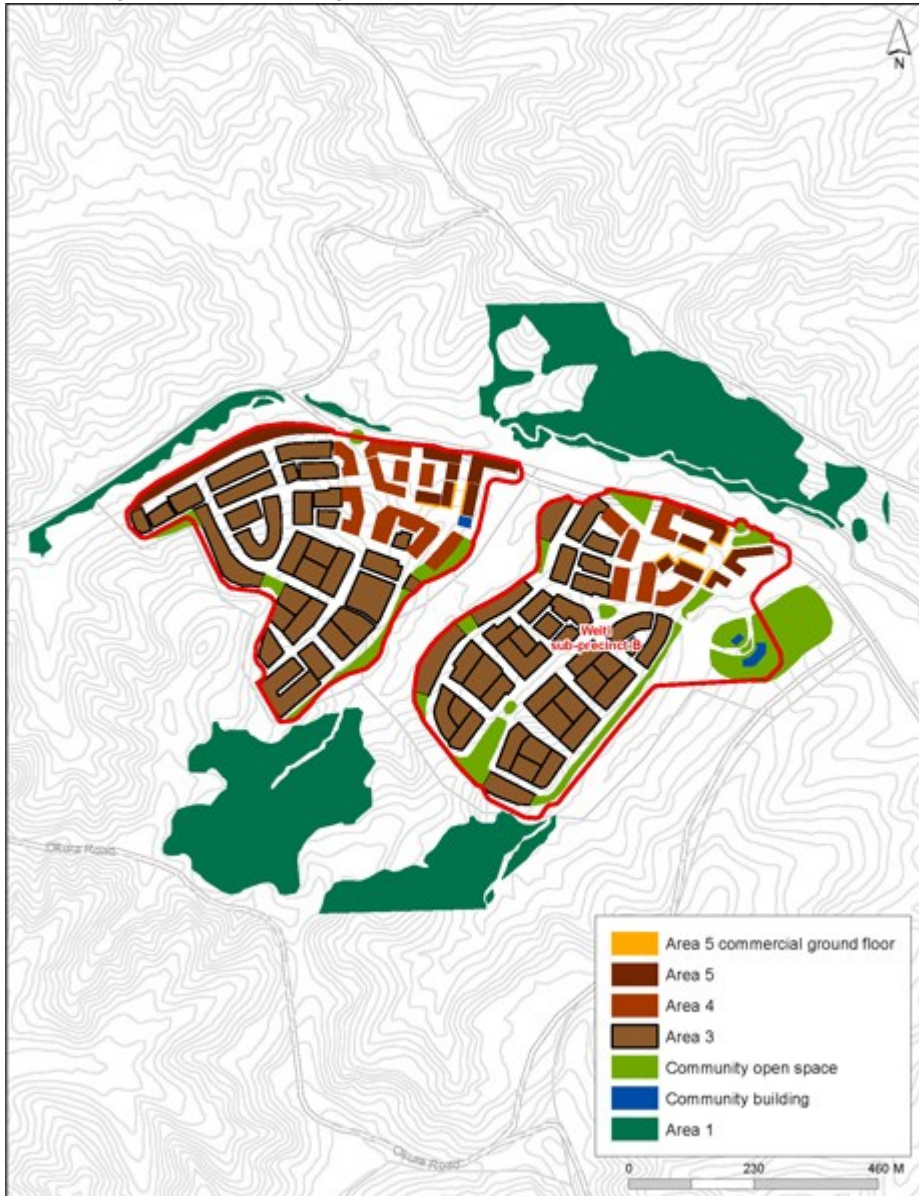 N
Okura Road
Weiti
sub-precinct B
Area 5 commercial ground floor
Area 5
Area 4
Area 3
Community open space
Community building
Area 1
Okura Road
0 230 460 M